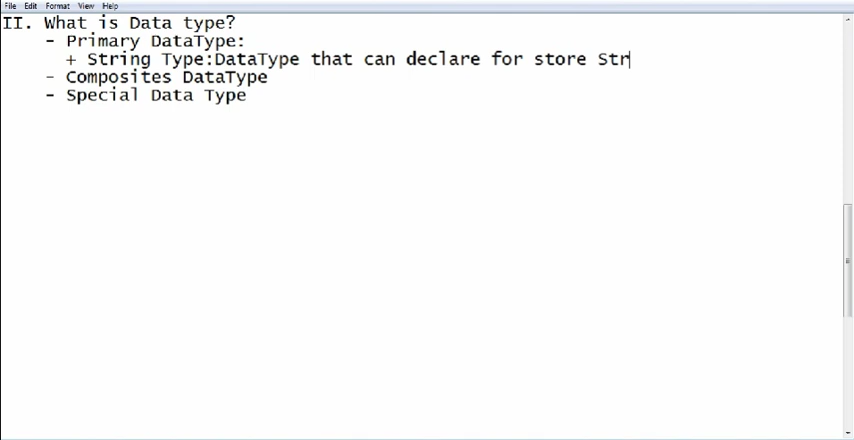 File Edit Format View Help
II. What is Data type?
- Primary DataType:
+ String Type:DataType that can declare for store Str
- Composites DataType
- Special Data Type